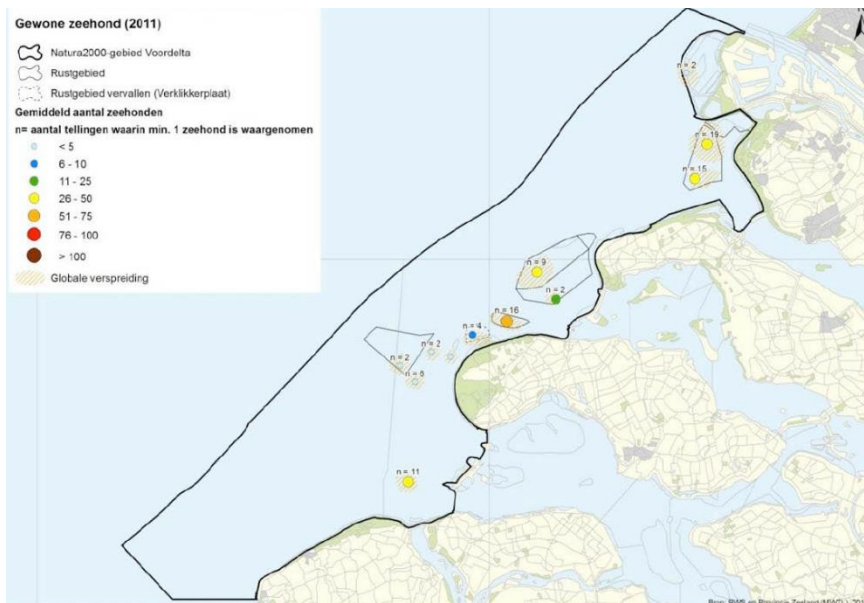 Gewone zeehond (2011)
Natura2000-gebied Voordelta
Rustgebied
Rustgebied vervallen (Verklikkerplaat)
Gemiddeld aantal zeehonden
n= aantal tellingen waarin min. 1 zeehond is waargenomen
< 5
6 - 10
11 - 25
26 - 50
51 - 75
76 - 100
> 100
Globale verspreiding
n = 2
n = 19
n = 15
n = 9
n = 2
n = 16
n = 4
n = 2
n = 2
n = 6
n = 11